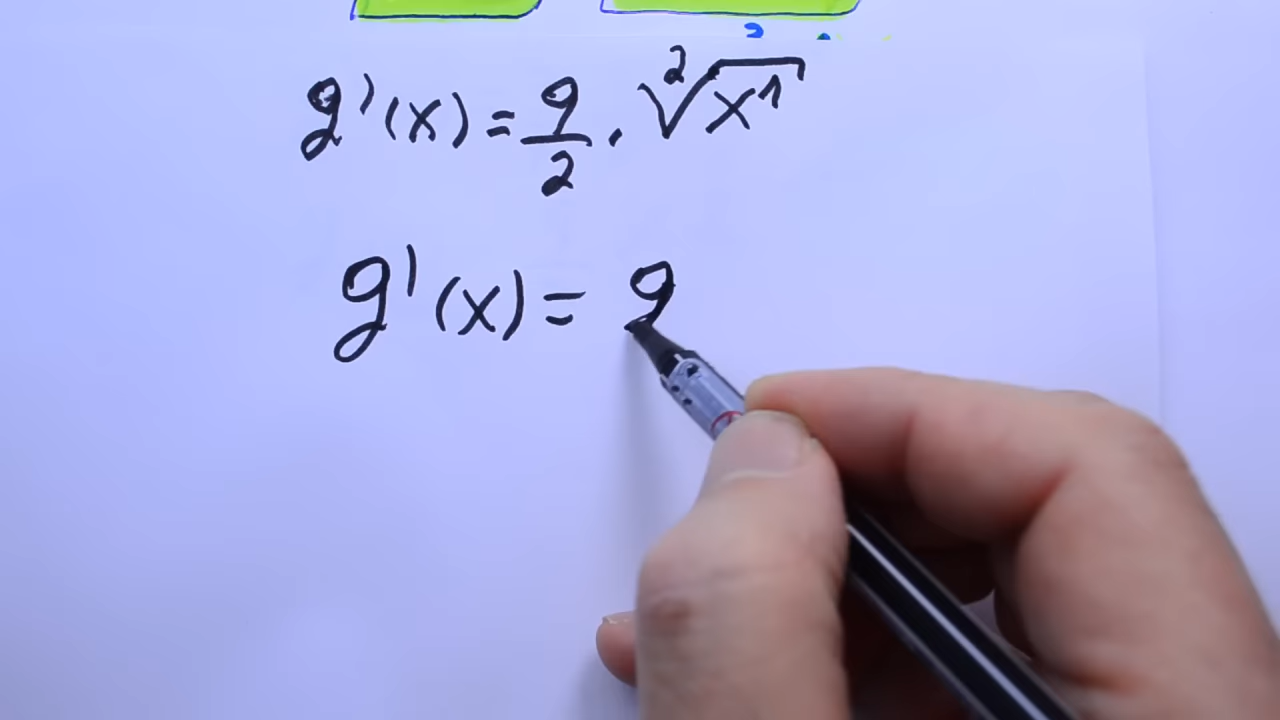 g'(x) = 9/2 · ²√x¹
g'(x) = 9